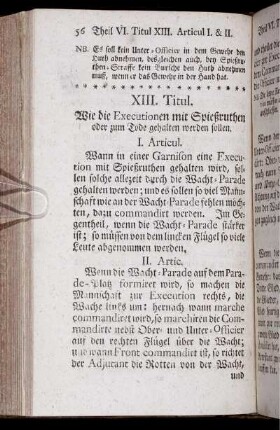 56 Theil VI. Titul XIII. Articul I. & II.
NB. Es soll kein Unter-Officier in dem Gewehr den
Huth abnehmen, desgleichen auch, bey Spießru-
then-Straffe kein Bursche den Huth abnehmen
muß, wenn er das Gewehr in der Hand hat.
XIII. Titul.
Wie die Executionen mit Spießruthen
oder zum Tode gehalten werden sollen.
I. Articul.
Wann in einer Garnison eine Execu-
tion mit Spießruthen gehalten wird, sol-
len solche allezeit durch die Wacht-Parade
gehalten werden; und es sollen so viel Man-
schaft wie an der Wacht-Parade fehlen möch-
ten, dazu commandirt werden. Im Ge-
gentheil, wenn die Wacht-Parade stärker
ist; so müssen von dem lincken Flügel so viele
Leute abgenommen werden.
II. Artic.
Wenn die Wacht-Parade auf dem Para-
de-Platz formiret wird, so machen die
Mannschaft zur Execution rechts, die
Wache links um: hernach wann marche
commandiret wird, so marchiren die Com-
mandirte nebst Ober- und Unter-Officier
auf den rechten Flügel über die Wacht;
und wann Front commandirt ist, so richtet
der Adjutant die Rotten von der Wacht,
und